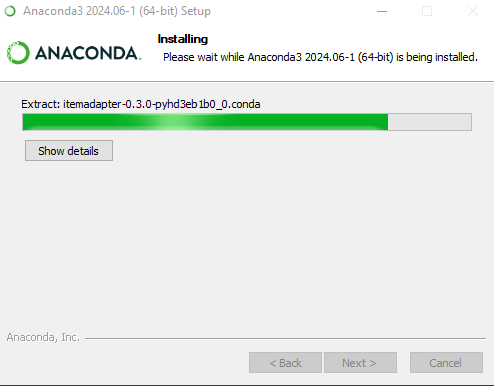 Anaconda3 2024.06-1 (64-bit) Setup
ANACONDA.
Installing
Please wait while Anaconda3 2024.06-1 (64-bit) is being installed.
Extract: itemadapter-0.3.0-pyhd3eb1b0_0.conda
Show details
Anaconda, Inc.
< Back
Next >
Cancel